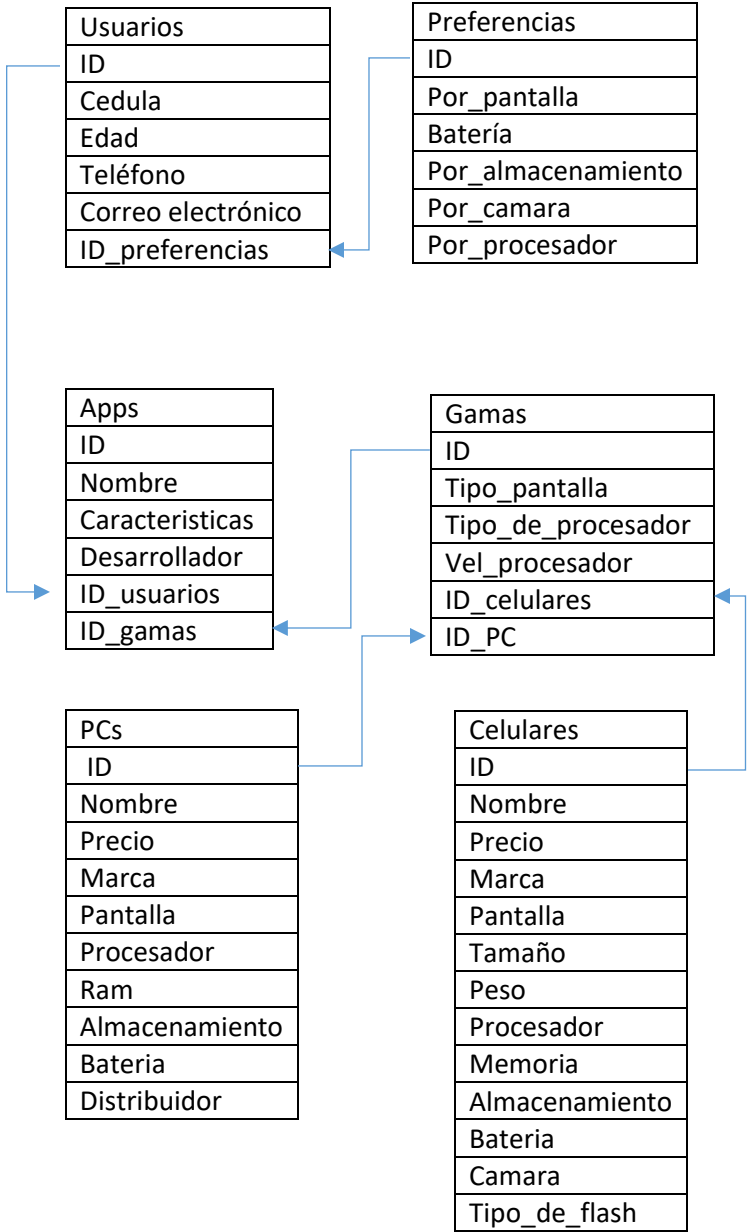 Usuarios
ID
Cedula
Edad
Teléfono
Correo electrónico
ID_preferencias
Preferencias
ID
Por_pantalla
Batería
Por_almacenamiento
Por_camara
Por_procesador
Apps
ID
Nombre
Caracteristicas
Desarrollador
ID_usuarios
ID_gamas
Gamas
ID
Tipo_pantalla
Tipo_de_procesador
Vel_procesador
ID_celulares
ID_PC
PCs
ID
Nombre
Precio
Marca
Pantalla
Procesador
Ram
Almacenamiento
Bateria
Distribuidor
Celulares
ID
Nombre
Precio
Marca
Pantalla
Tamaño
Peso
Procesador
Memoria
Almacenamiento
Bateria
Camara
Tipo_de_flash